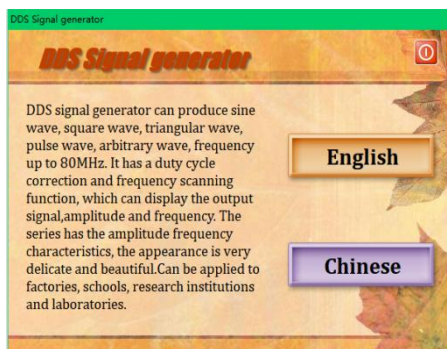 DDS Signal generator
DDS Signal generator
DDS signal generator can produce sine
wave, square wave, triangular wave,
pulse wave, arbitrary wave, frequency
up to 80MHz. It has a duty cycle
correction and frequency scanning
function, which can display the output
signal,amplitude and frequency. The
series has the amplitude frequency
characteristics, the appearance is very
delicate and beautiful.Can be applied to
factories, schools, research institutions
and laboratories.
English
Chinese